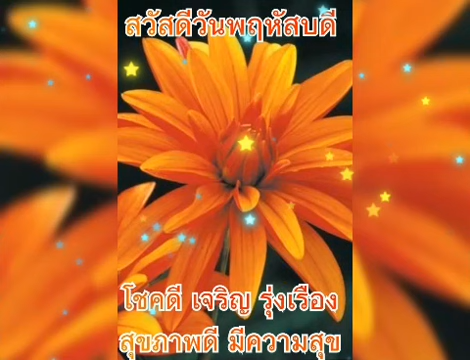 สวัสดีวันพฤหัสบดี
โชคดี เจริญ รุ่งเรือง
สุขภาพดี มีความสุข